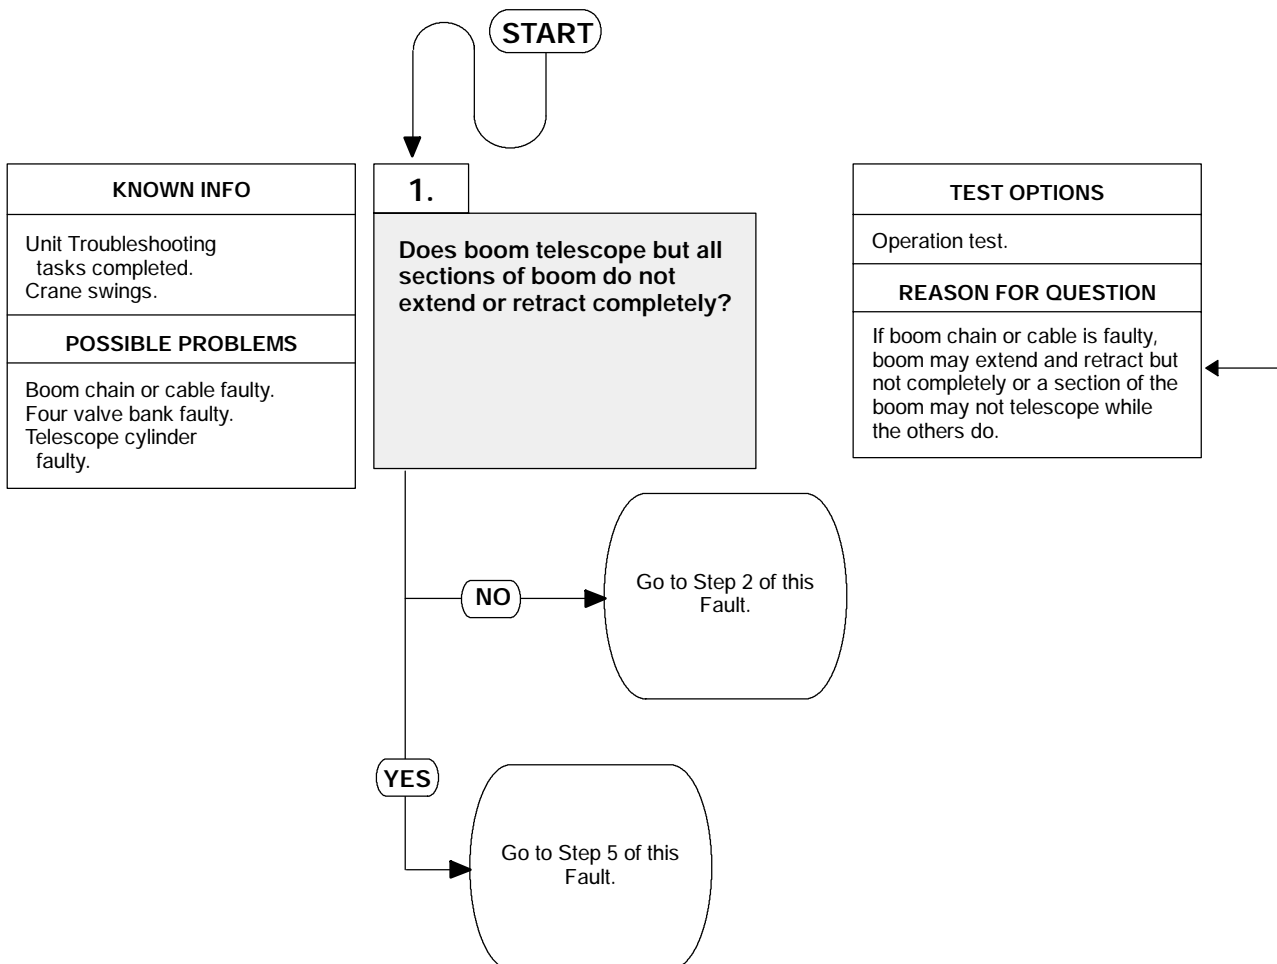 START
KNOWN INFO
Unit Troubleshooting
tasks completed.
Crane swings.
POSSIBLE PROBLEMS
Boom chain or cable faulty.
Four valve bank faulty.
Telescope cylinder
faulty.
1.
Does boom telescope but all
sections of boom do not
extend or retract completely?
TEST OPTIONS
Operation test.
REASON FOR QUESTION
If boom chain or cable is faulty,
boom may extend and retract but
not completely or a section of the
boom may not telescope while
the others do.
NO
Go to Step 2 of this
Fault.
YES
Go to Step 5 of this
Fault.